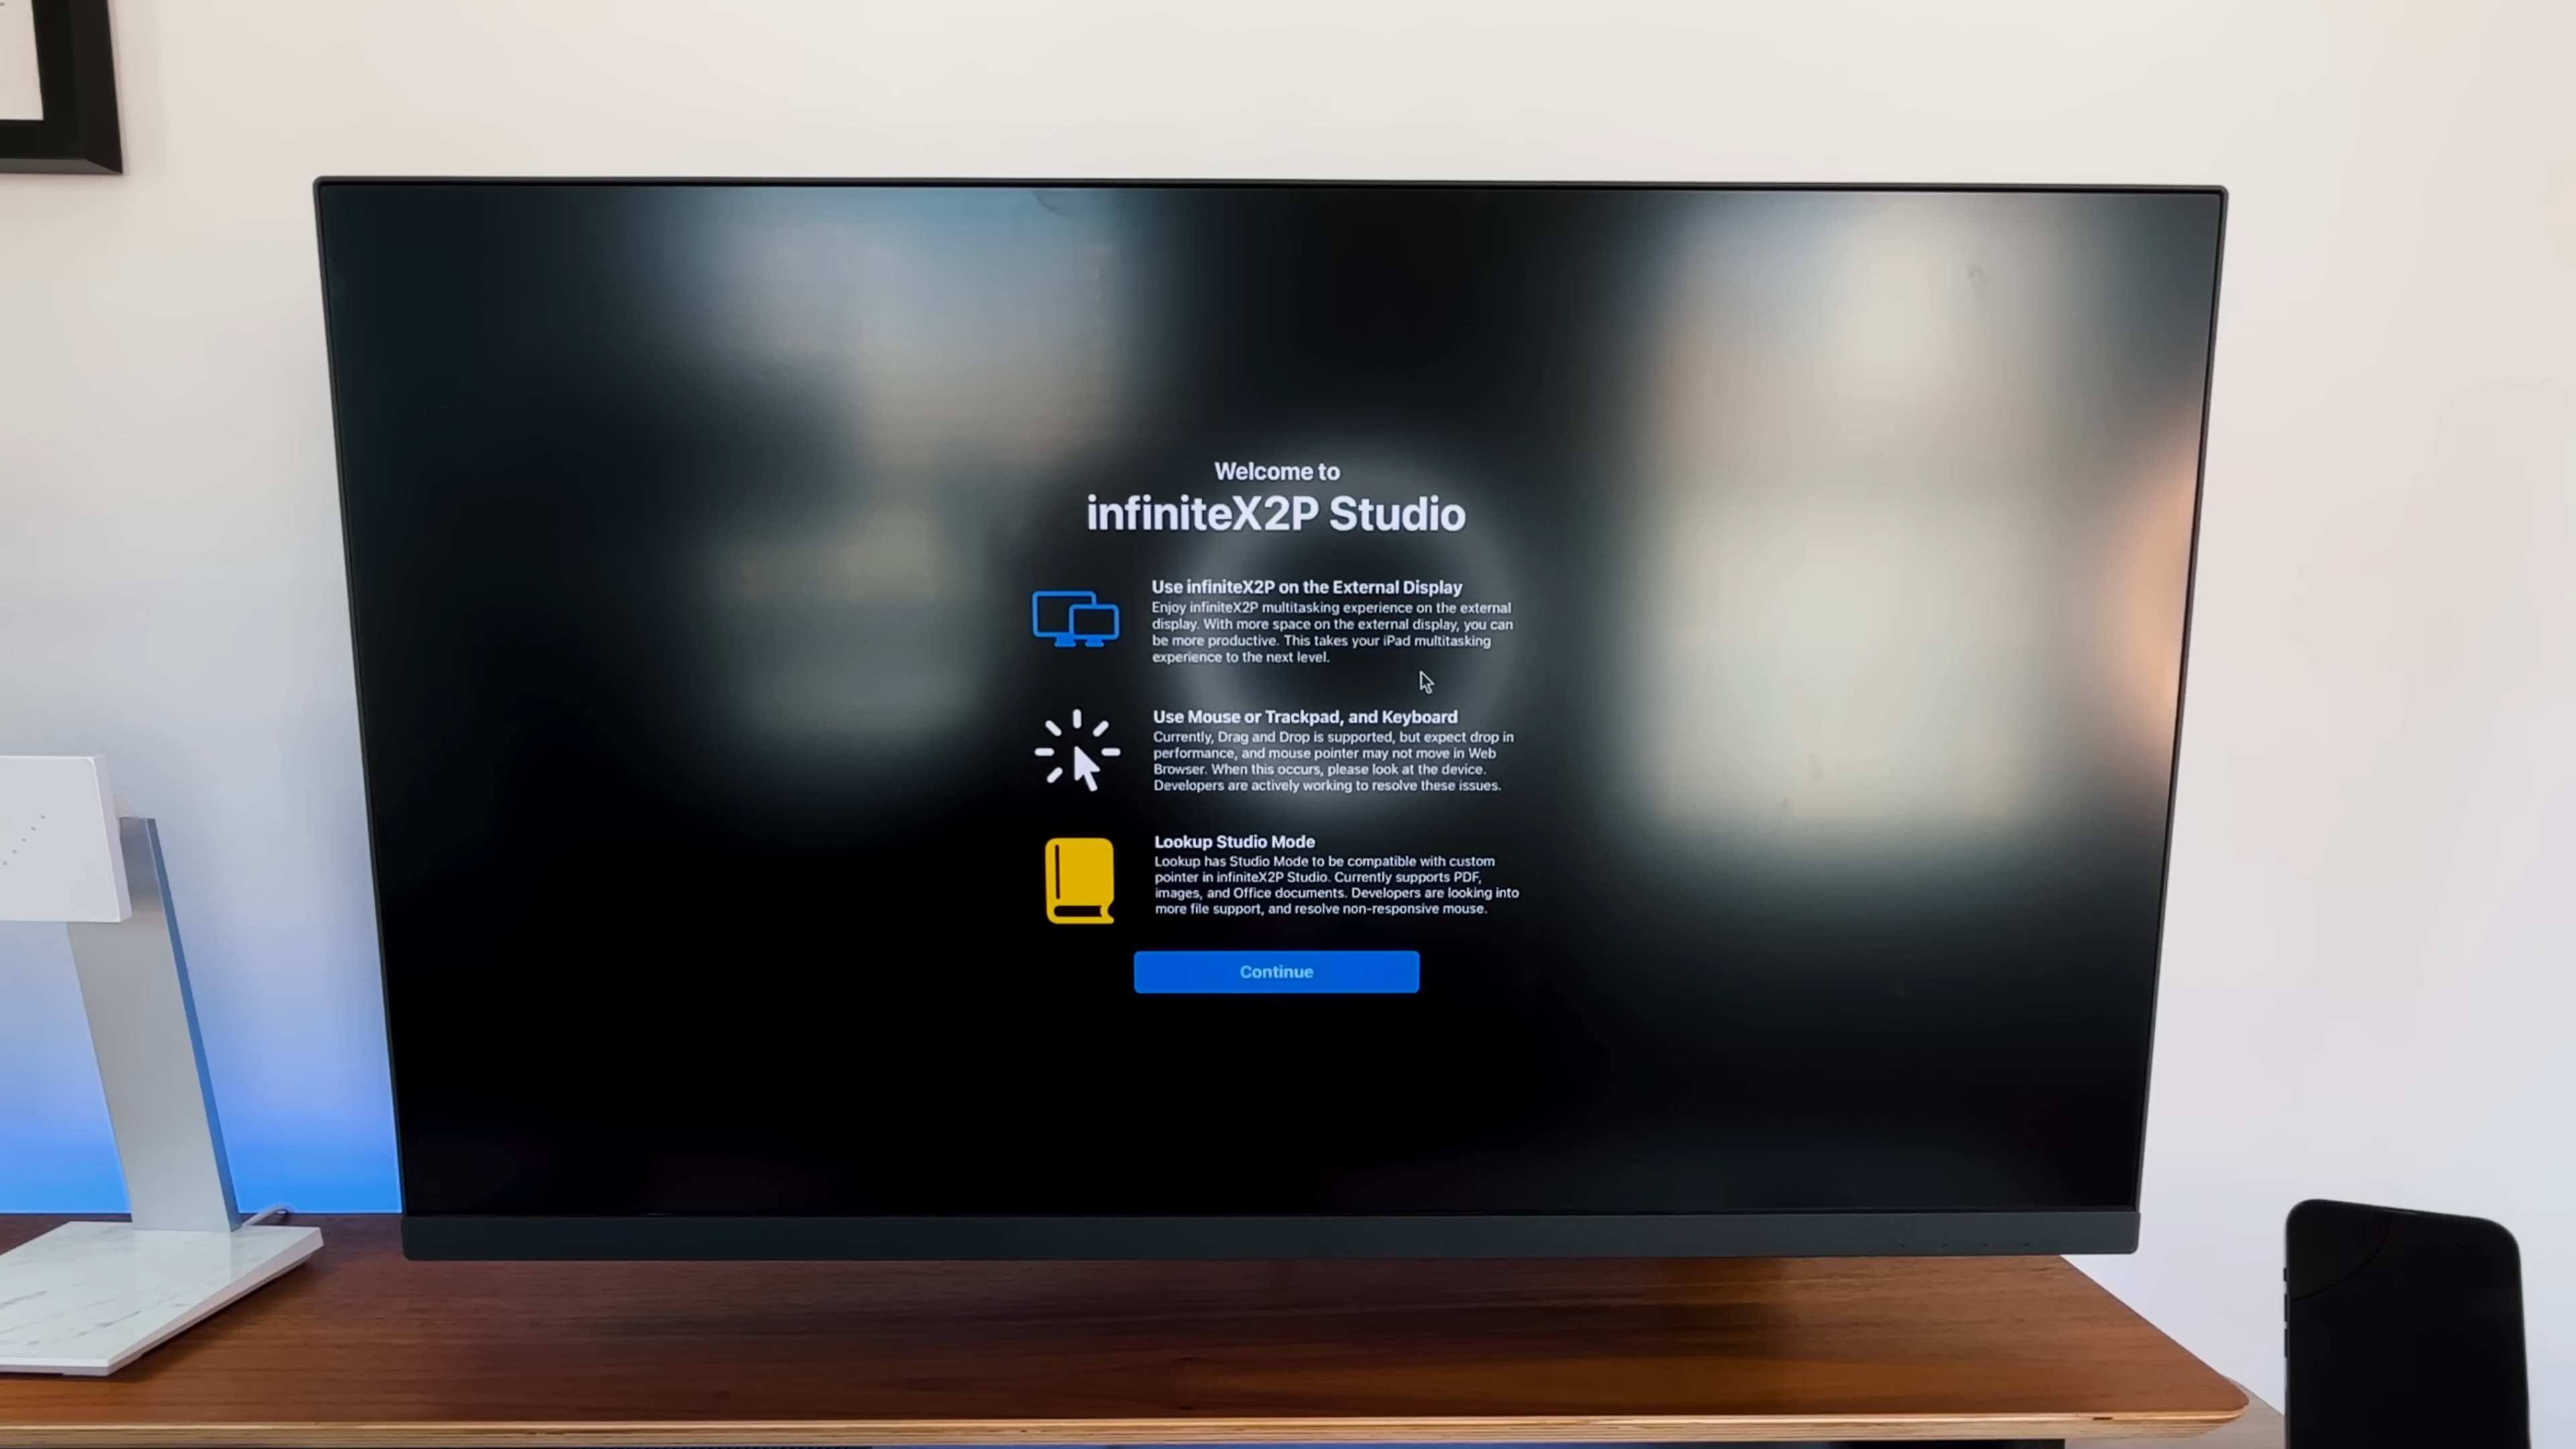 Welcome to
infiniteX2P Studio
Use infiniteX2P on the External Display
Enjoy infiniteX2P multitasking experience on the external
display. With more space on the external display, you can
be more productive. This takes your iPad multitasking
experience to the next level.
Use Mouse or Trackpad, and Keyboard
Currently, Drag and Drop is supported, but expect drop in
performance, and mouse pointer may not move in Web
Browser. When this occurs, please look at the device.
Developers are actively working to resolve these issues.
Lookup Studio Mode
Lookup has Studio Mode to be compatible with custom
pointer in infiniteX2P Studio. Currently supports PDF,
images, and Office documents. Developers are looking into
more file support, and resolve non-responsive mouse.
Continue